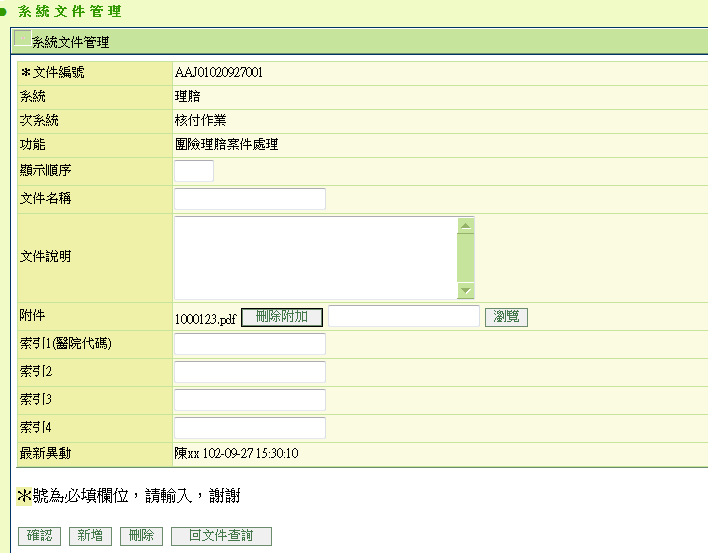 系統文件管理
系統文件管理
＊文件編號 AAJ01020927001
系統 理賠
次系統 核付作業
功能 團險理賠案件處理
顯示順序
文件名稱
文件說明
附件 1000123.pdf 刪除附加 瀏覽
索引1(醫院代碼)
索引2
索引3
索引4
最新異動 陳xx 102-09-27 15:30:10
＊號為必填欄位，請輸入，謝謝
確認 新增 刪除 回文件查詢